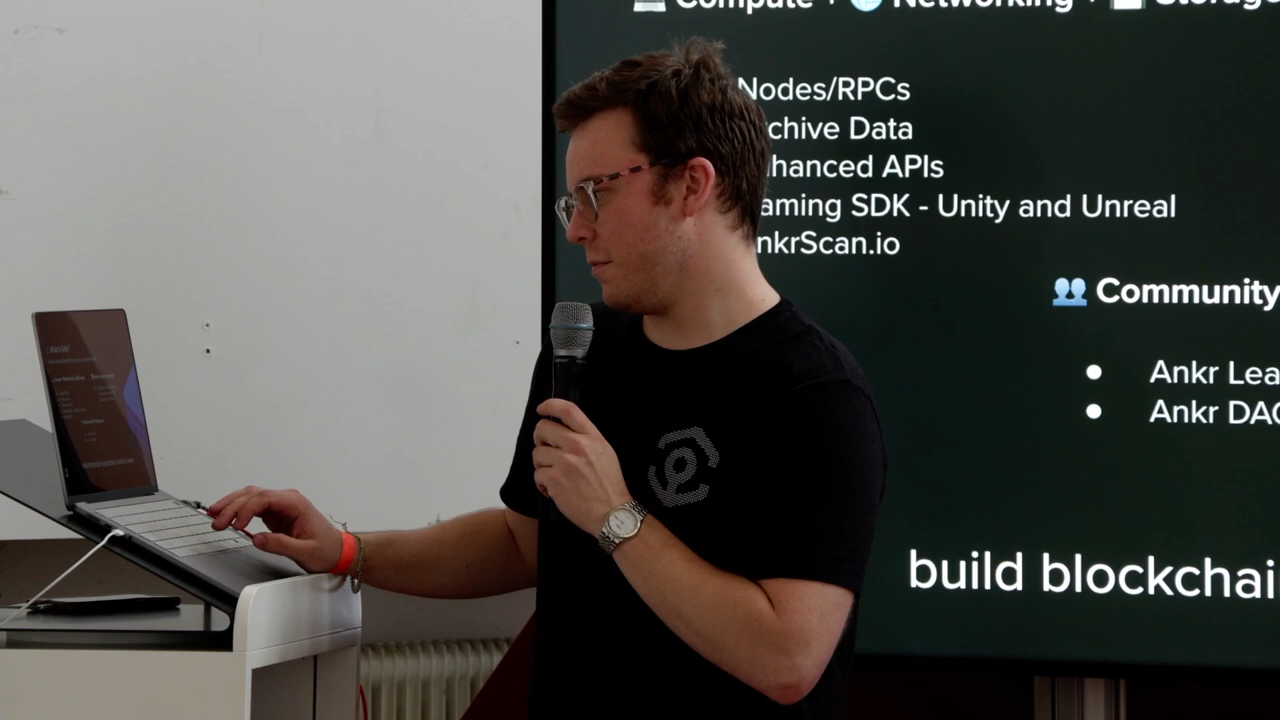 Compute + Networking + Storage
Nodes/RPCs
chive Data
hanced APIs
aming SDK - Unity and Unreal
nkrScan.io
Community
Ankr Lea
Ankr DAO
build blockchai